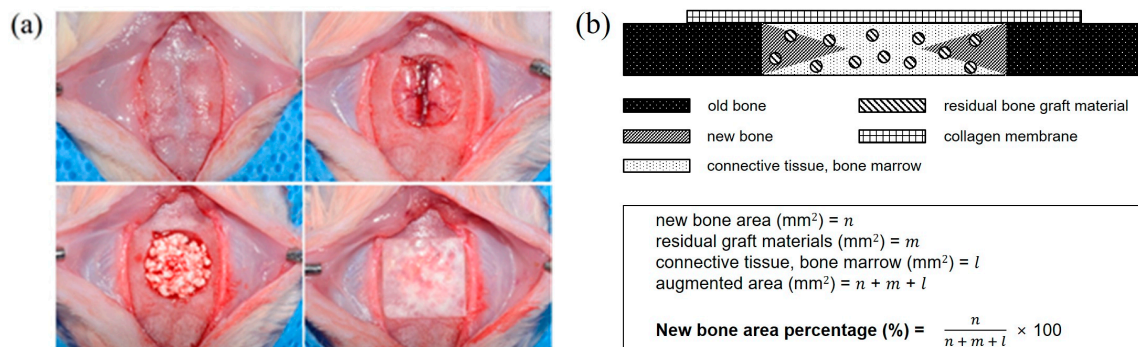 (a)
(b)
old bone
residual bone graft material
new bone
collagen membrane
connective tissue, bone marrow
new bone area (mm²) = n
residual graft materials (mm²) = m
connective tissue, bone marrow (mm²) = l
augmented area (mm²) = n + m + l
New bone area percentage (%) = n / n + m + l × 100